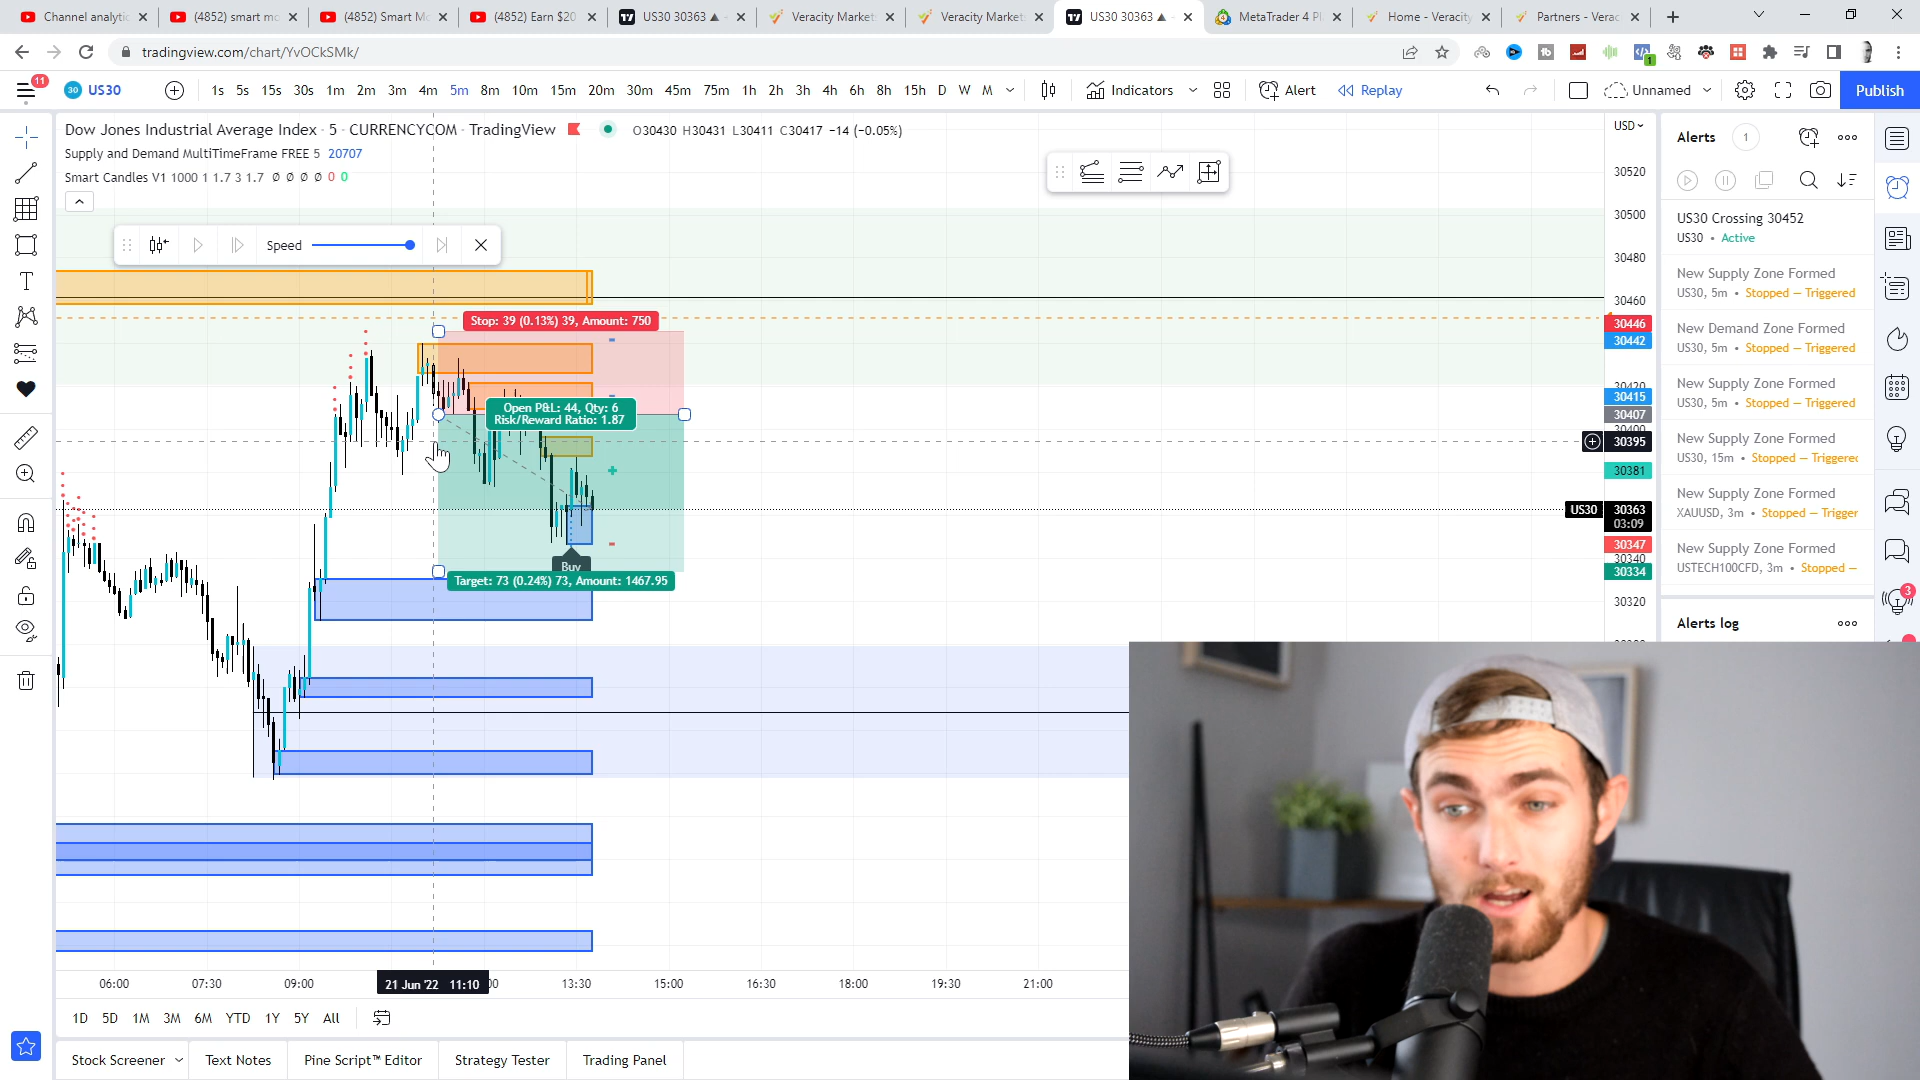 Channel analytic
(4852) smart mo
(4852) Smart Mo
(4852) Earn $20
US30 30363 ▲
Veracity Market
Veracity Market
US30 30363 ▲
MetaTrader 4 Pl
Home - Veracity
Partners - Verac
tradingview.com/chart/YvOCkSMk/
1
11
30
US30
1s 5s 15s 30s 1m 2m 3m 4m 5m 8m 10m 15m 20m 30m 45m 75m 1h 2h 3h 4h 6h 8h 15h D W M
Indicators
Alert
Replay
Unnamed
Publish
Dow Jones Industrial Average Index · 5 · CURRENCYCOM · TradingView
O30430 H30431 L30411 C30417 −14 (−0.05%)
Supply and Demand MultiTimeFrame FREE 5 20707
Smart Candles V1 1000 1 1.7 3 1.7 ∅ ∅ ∅ ∅ 0 0
Speed
Stop: 39 (0.13%) 39, Amount: 750
Open P&L: 44, Qty: 6
Risk/Reward Ratio: 1.87
Buy
Target: 73 (0.24%) 73, Amount: 1467.95
USD
30520
30500
30480
30460
30446
30442
30420
30415
30407
30400
30395
30381
US30 30363
03:09
30347
30340
30334
30320
Alerts
1
US30 Crossing 30452
US30 • Active
New Supply Zone Formed
US30, 5m • Stopped — Triggered
New Demand Zone Formed
US30, 5m • Stopped — Triggered
New Supply Zone Formed
US30, 5m • Stopped — Triggered
New Supply Zone Formed
US30, 15m • Stopped — Triggered
New Supply Zone Formed
XAUUSD, 3m • Stopped — Trigger
New Supply Zone Formed
USTECH100CFD, 3m • Stopped —
Alerts log
3
06:00
07:30
09:00
21 Jun '22 11:10
13:30
15:00
16:30
18:00
19:30
21:00
1D 5D 1M 3M 6M YTD 1Y 5Y All
Stock Screener
Text Notes
Pine Script™ Editor
Strategy Tester
Trading Panel